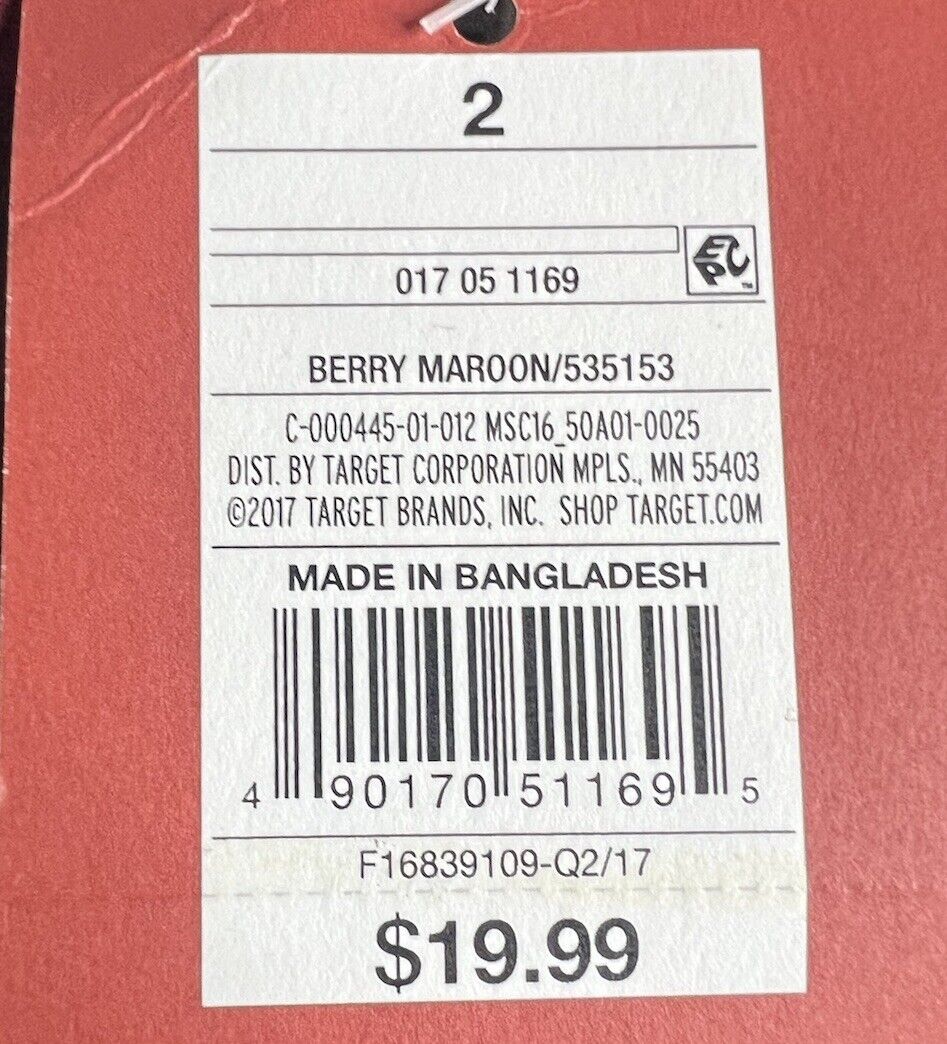 2
EPC
™
017 05 1169
BERRY MAROON/535153
C-000445-01-012 MSC16_50A01-0025
DIST. BY TARGET CORPORATION MPLS., MN 55403
©2017 TARGET BRANDS, INC. SHOP TARGET.COM
MADE IN BANGLADESH
4 90170 51169 5
F16839109-Q2/17
$19.99